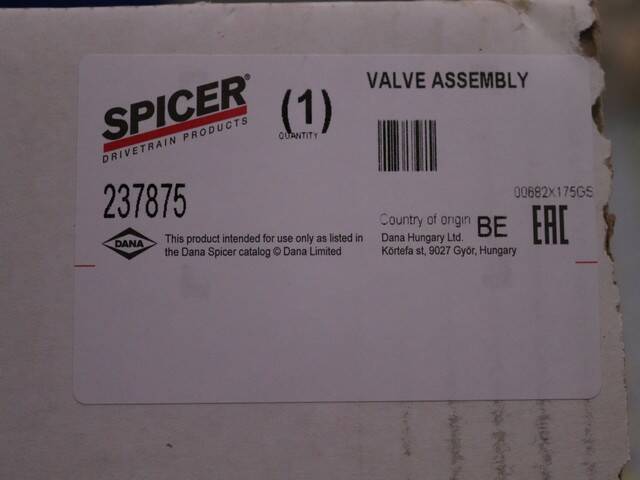 SPICER®
DRIVETRAIN PRODUCTS
(1)
QUANTITY
VALVE ASSEMBLY
237875
00682X175GS
Country of origin BE
EAC
DANA
This product intended for use only as listed in
the Dana Spicer catalog © Dana Limited
Dana Hungary Ltd.
Körtefa st, 9027 Győr, Hungary